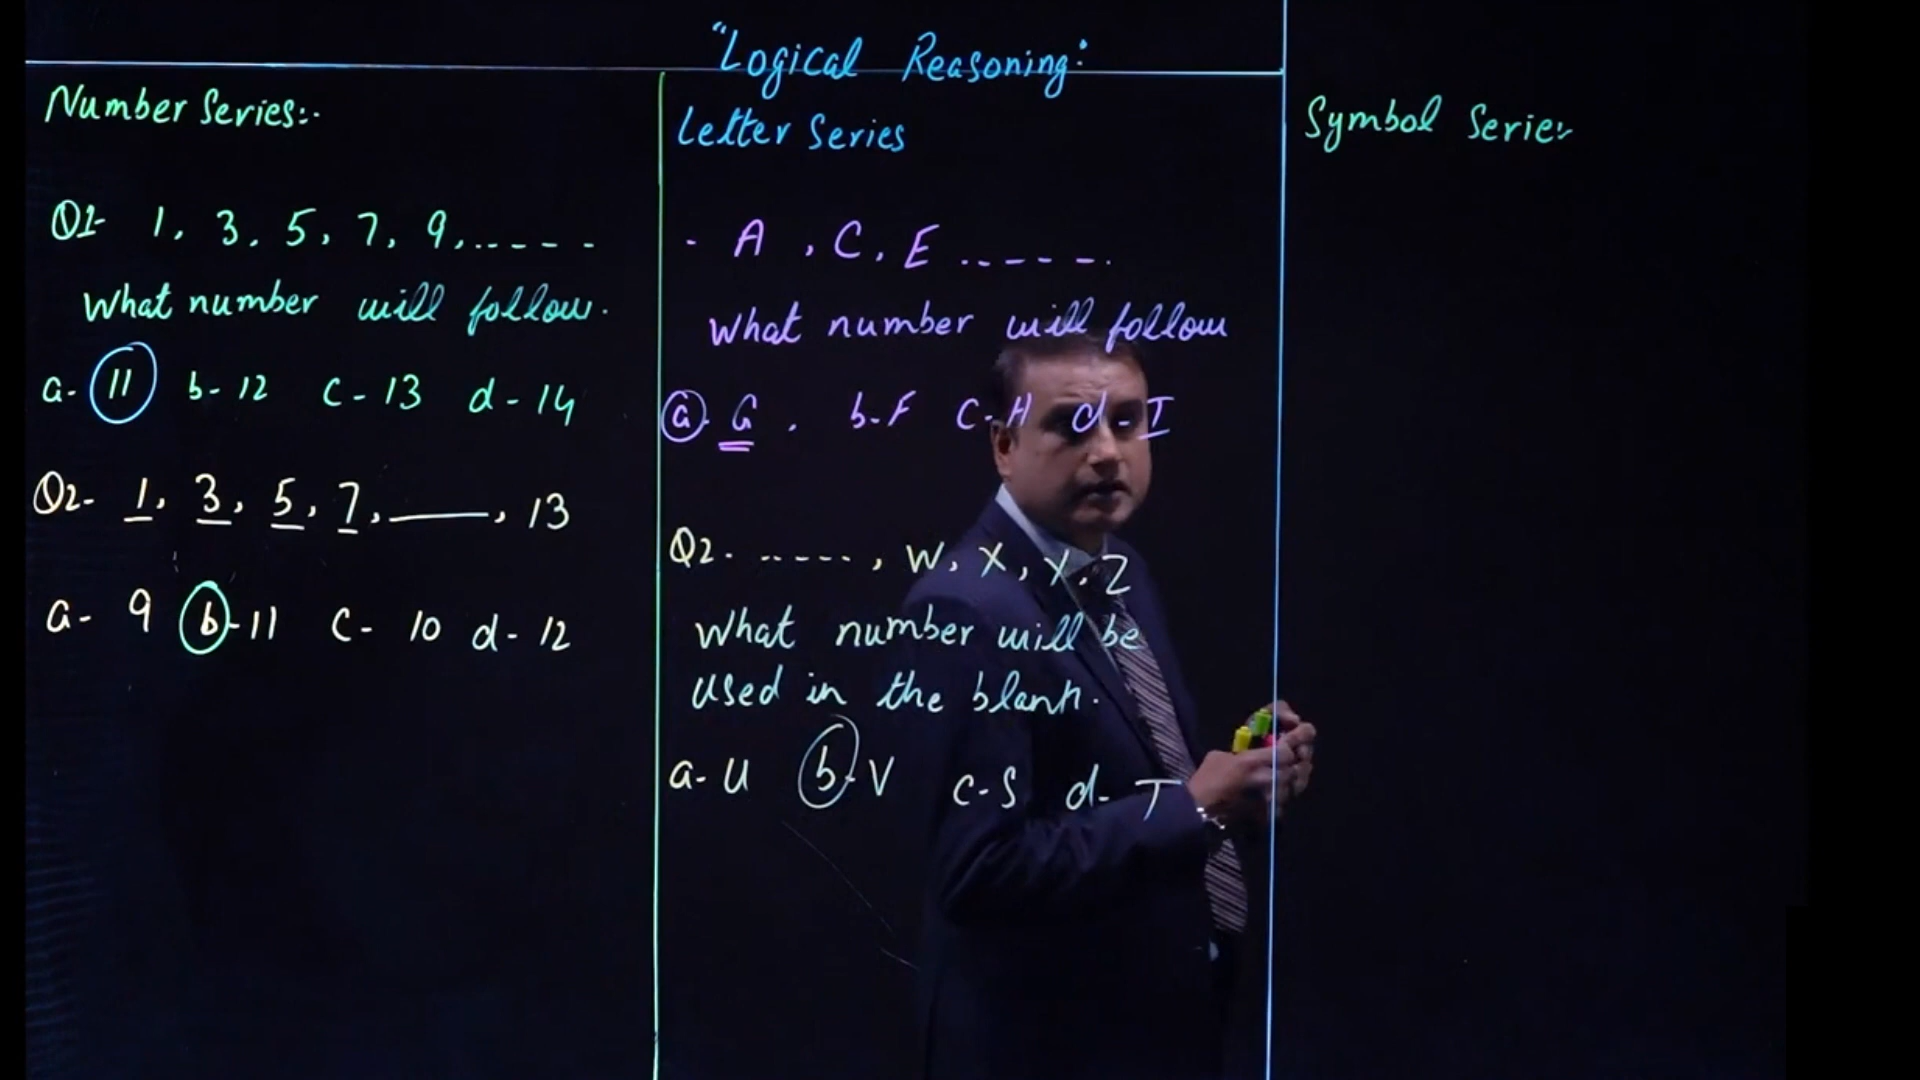 "Logical Reasoning:
Number Series:-
Q1- 1, 3, 5, 7, 9, .-----
What number will follow.
a- 11 b- 12 c- 13 d- 14
Q2- 1, 3, 5, 7, ____, 13
a- 9 b- 11 c- 10 d- 12
Letter Series
- A , C, E ------.
What number will follow
a- G . b- F c- H d- I
Q2. -----, W, X, Y, Z
What number will be
used in the blank.
a- U b- V c- S d- T
Symbol Series